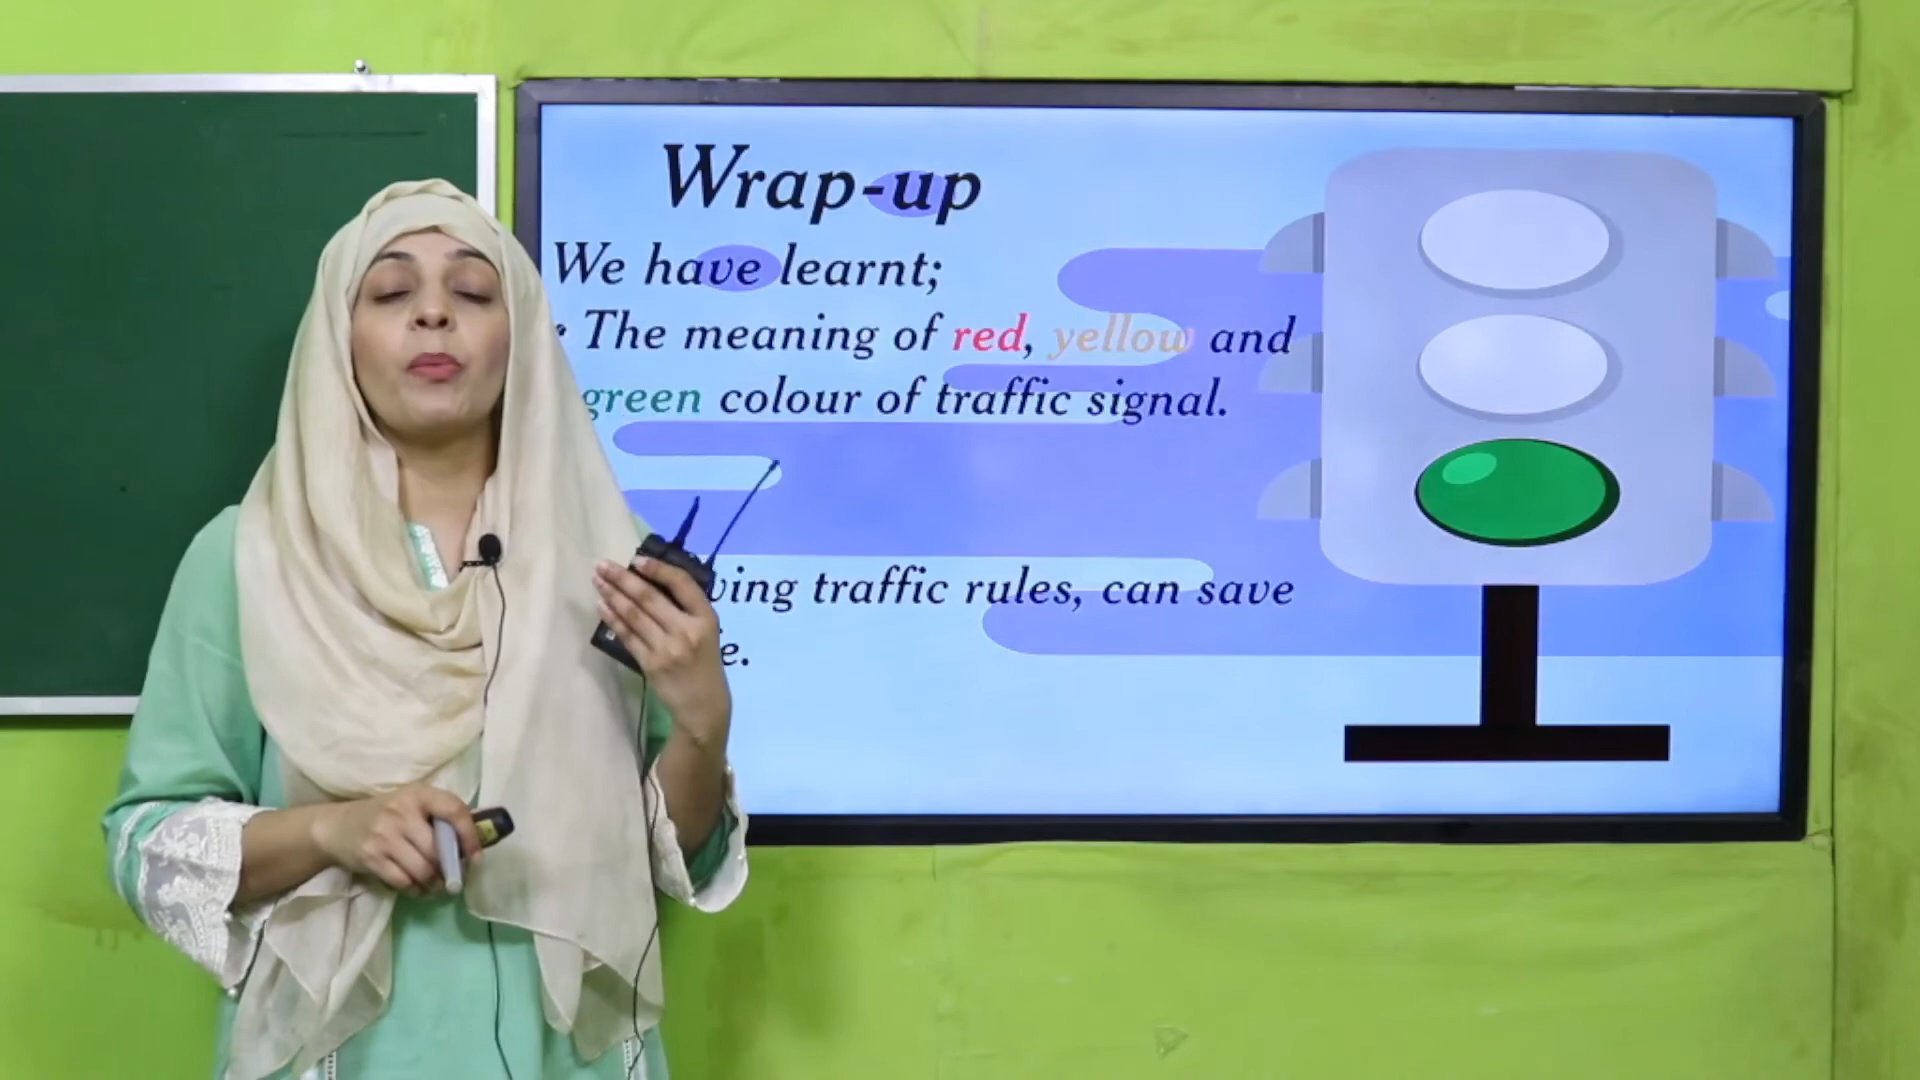 Wrap-up
We have learnt;
• The meaning of red, yellow and
green colour of traffic signal.
traffic rules, can save